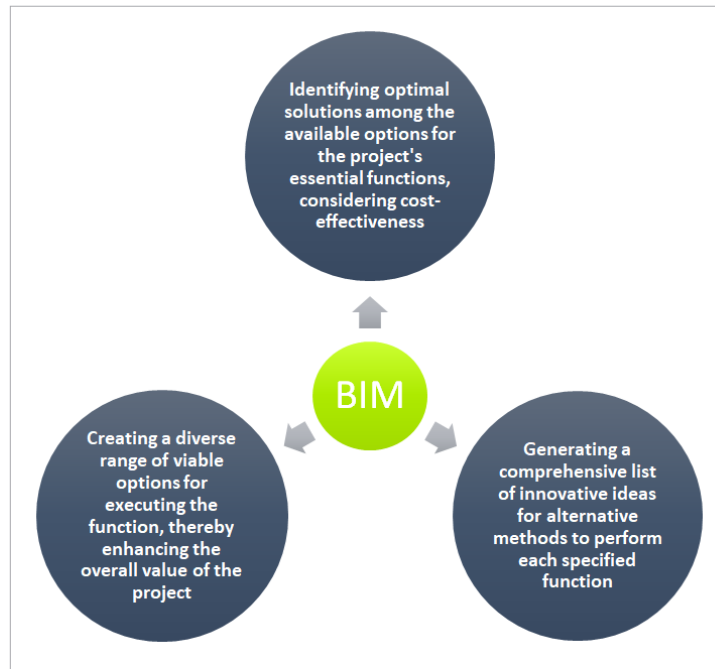 Identifying optimal
solutions among the
available options for
the project's
essential functions,
considering cost-
effectiveness
BIM
Creating a diverse
range of viable
options for
executing the
function, thereby
enhancing the
overall value of the
project
Generating a
comprehensive list
of innovative ideas
for alternative
methods to perform
each specified
function